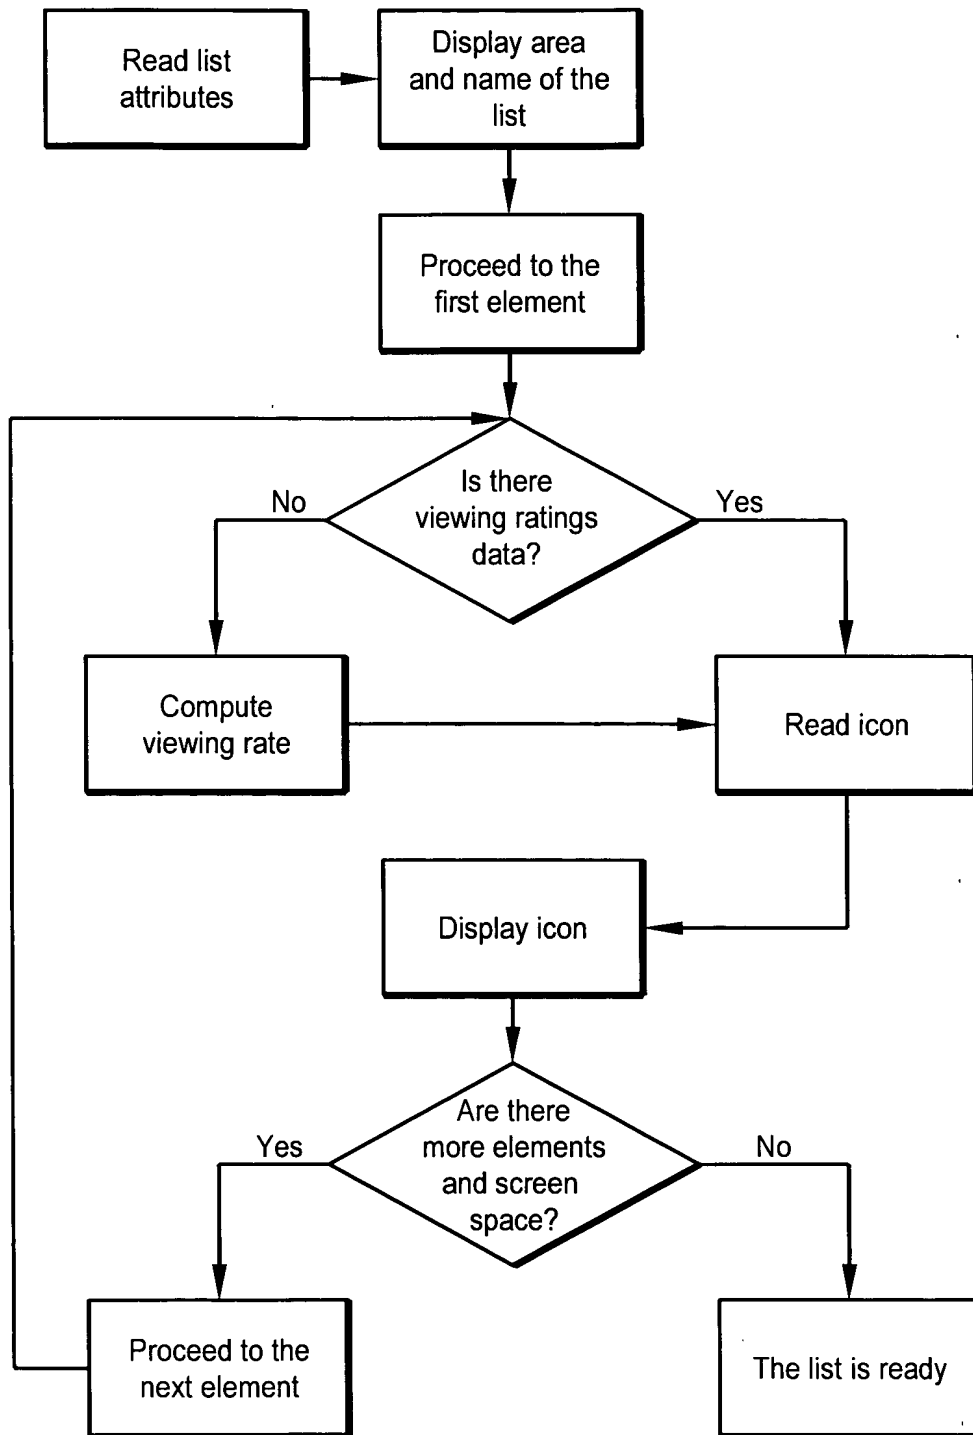 Read list
attributes
Display area
and name of the
list
Proceed to the
first element
Is there
viewing ratings
data?
No
Yes
Compute
viewing rate
Read icon
Display icon
Are there
more elements
and screen
space?
Yes
No
Proceed to the
next element
The list is ready